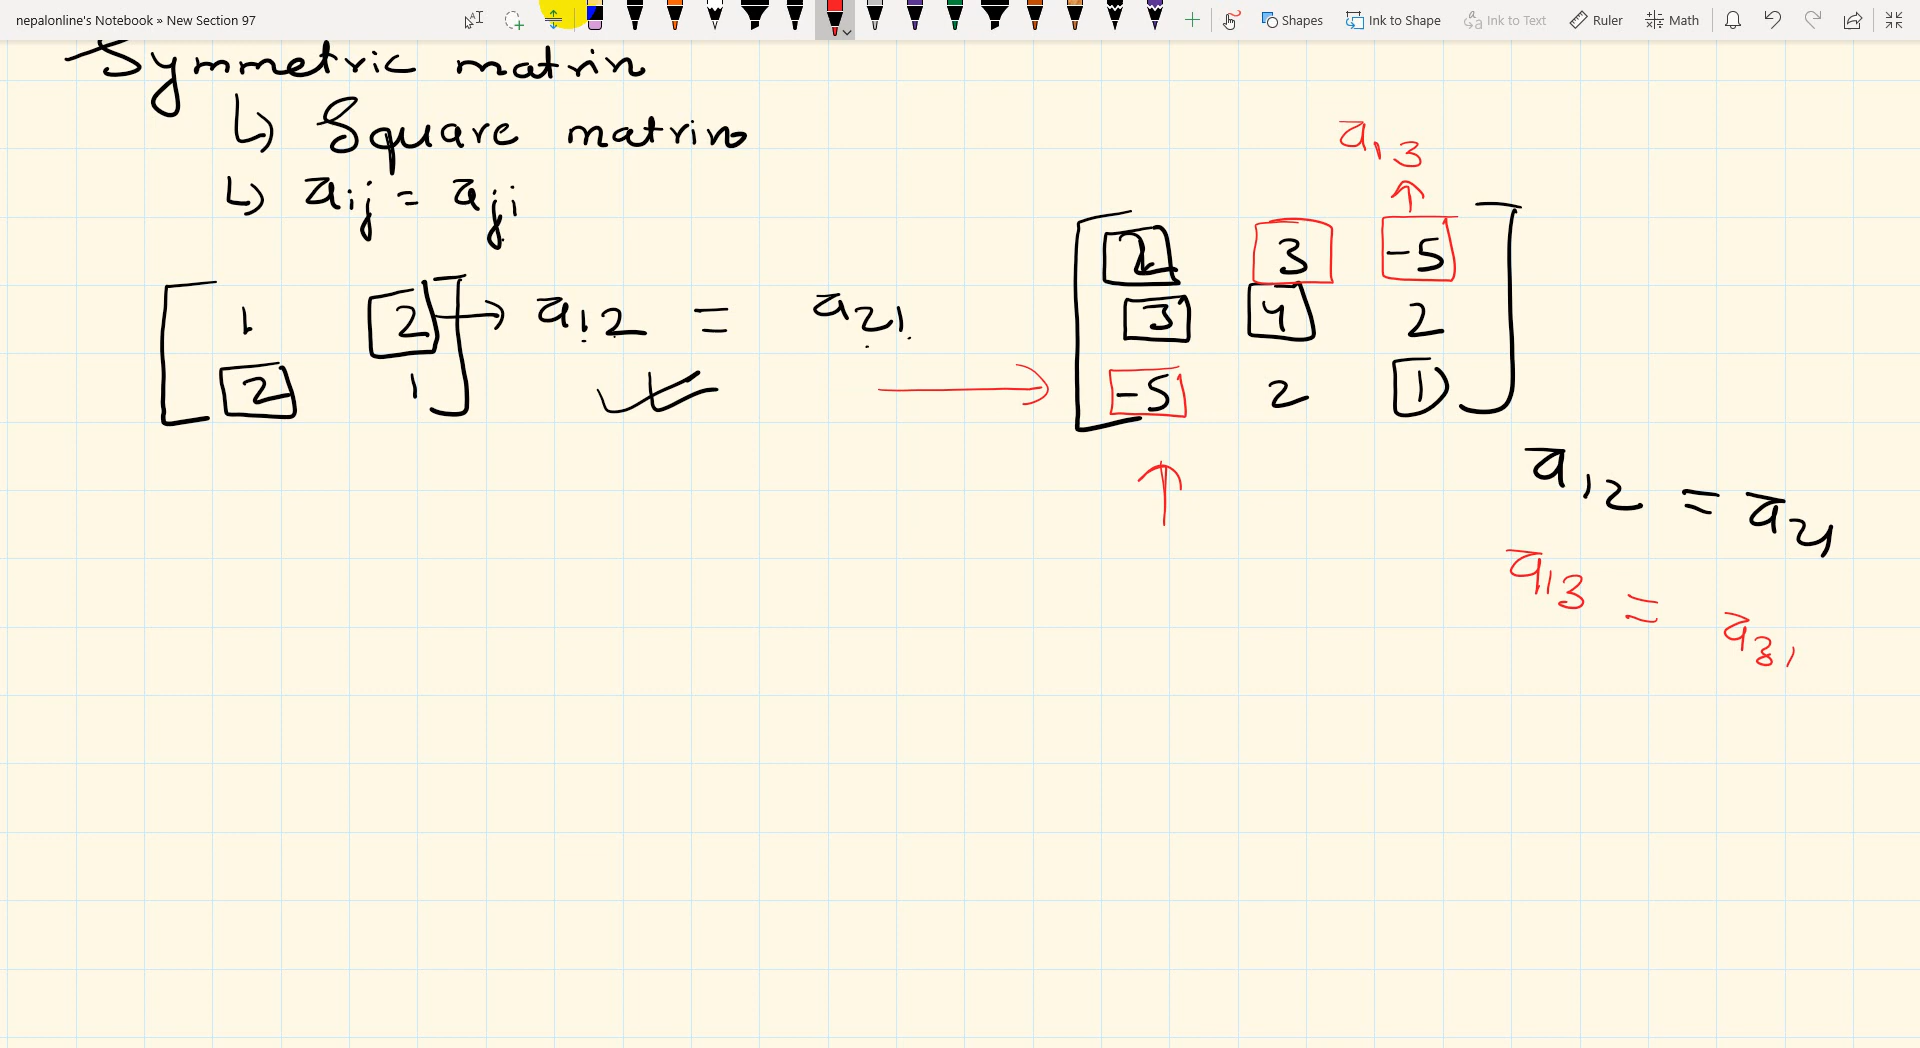 nepalonline's Notebook » New Section 97
Shapes Ink to Shape Ink to Text Ruler Math
Symmetric matrix
↳ Square matrix
↳ aij = aji
1 2 → a12 = a21
2 1
a13
↑
2 3 -5
3 4 2
-5 2 1
a12 = a21
a13 = a31